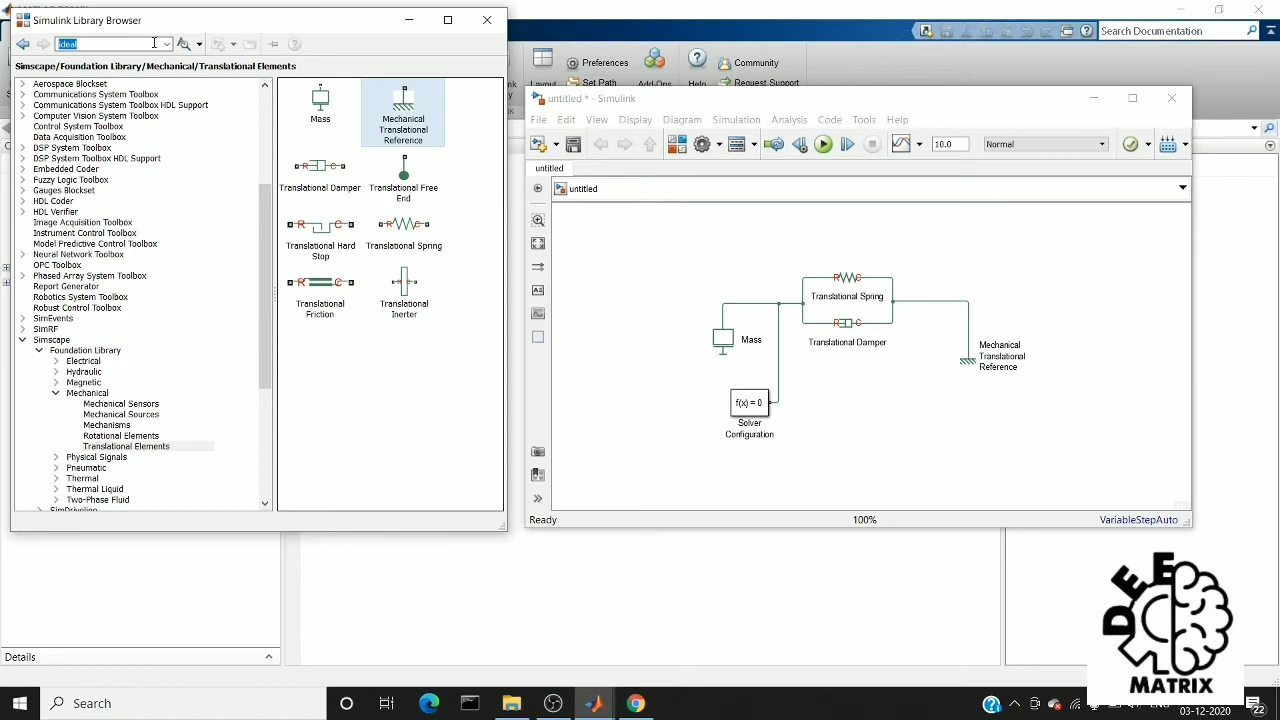 Simulink Library Browser
ideal
Simscape/Foundation Library/Mechanical/Translational Elements
Aerospace Blockset
Communications System Toolbox
Communications System Toolbox HDL Support
Computer Vision System Toolbox
Control System Toolbox
Data Acquisition Toolbox
DSP System Toolbox
DSP System Toolbox HDL Support
Embedded Coder
Fuzzy Logic Toolbox
Gauges Blockset
HDL Coder
HDL Verifier
Image Acquisition Toolbox
Instrument Control Toolbox
Model Predictive Control Toolbox
Neural Network Toolbox
OPC Toolbox
Phased Array System Toolbox
Report Generator
Robotics System Toolbox
Robust Control Toolbox
SimEvents
SimRF
Simscape
Foundation Library
Electrical
Hydraulic
Magnetic
Mechanical
Mechanical Sensors
Mechanical Sources
Mechanisms
Rotational Elements
Translational Elements
Physical Signals
Pneumatic
Thermal
Thermal Liquid
Two-Phase Fluid
SimDriveline
Mass
Mechanical
Translational
Reference
R C
Translational Damper
Translational Free
End
R C
Translational Hard
Stop
R C
Translational Spring
R C
Translational
Friction
R C
Translational
Inerter
Search Documentation
Preferences
Community
Layout
Set Path
Add-Ons
Help
Request Support
untitled * - Simulink
File Edit View Display Diagram Simulation Analysis Code Tools Help
10.0
Normal
untitled
untitled
R C
Translational Spring
R C
Translational Damper
Mass
Mechanical
Translational
Reference
f(x) = 0
Solver
Configuration
Ready
100%
VariableStepAuto
Details
DEE
MATRIX
Search
03-12-2020
22